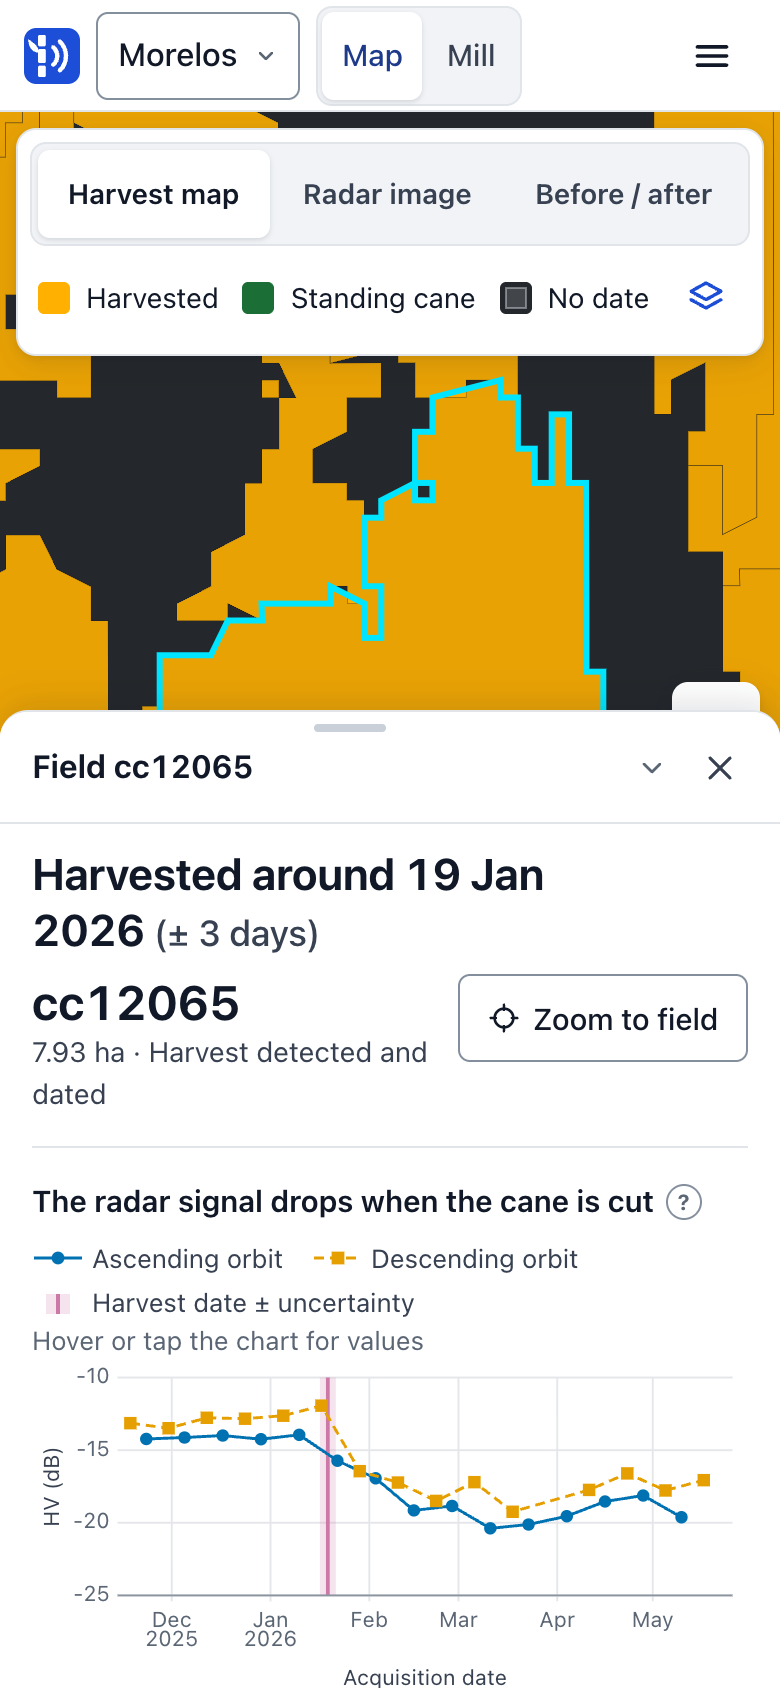 Morelos
Map
Mill
Harvest map
Radar image
Before / after
Harvested
Standing cane
No date
Field cc12065
Harvested around 19 Jan
2026 (± 3 days)
cc12065
Zoom to field
7.93 ha · Harvest detected and
dated
The radar signal drops when the cane is cut
?
Ascending orbit
Descending orbit
Harvest date ± uncertainty
Hover or tap the chart for values
-10
-15
-20
-25
HV (dB)
Dec
2025
Jan
2026
Feb
Mar
Apr
May
Acquisition date